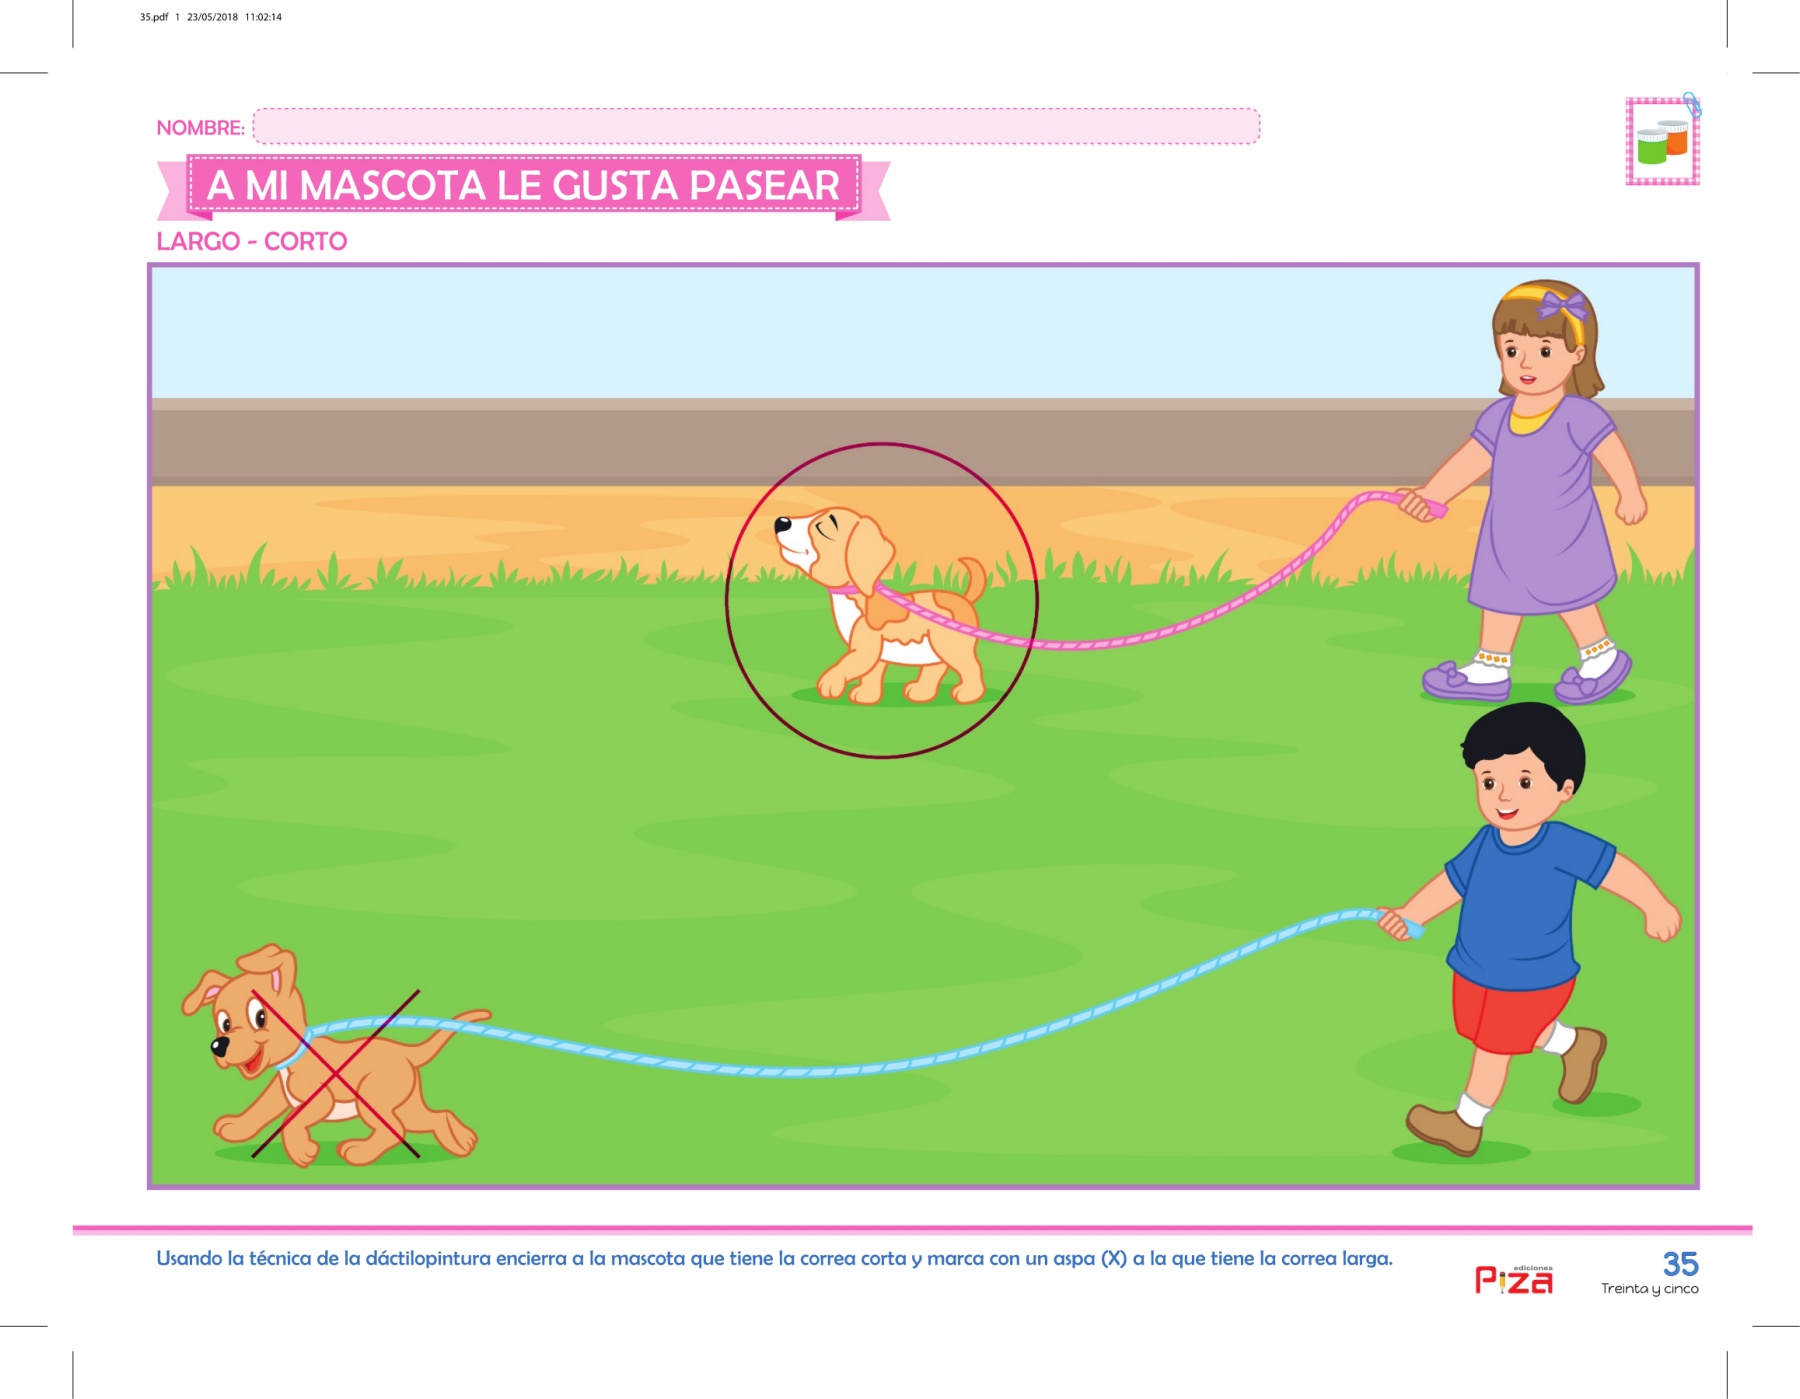 35.pdf 1 23/05/2018 11:02:14
NOMBRE:
A MI MASCOTA LE GUSTA PASEAR
LARGO - CORTO
Usando la técnica de la dáctilopintura encierra a la mascota que tiene la correa corta y marca con un aspa (X) a la que tiene la correa larga.
ediciones
Piza
35
Treinta y cinco